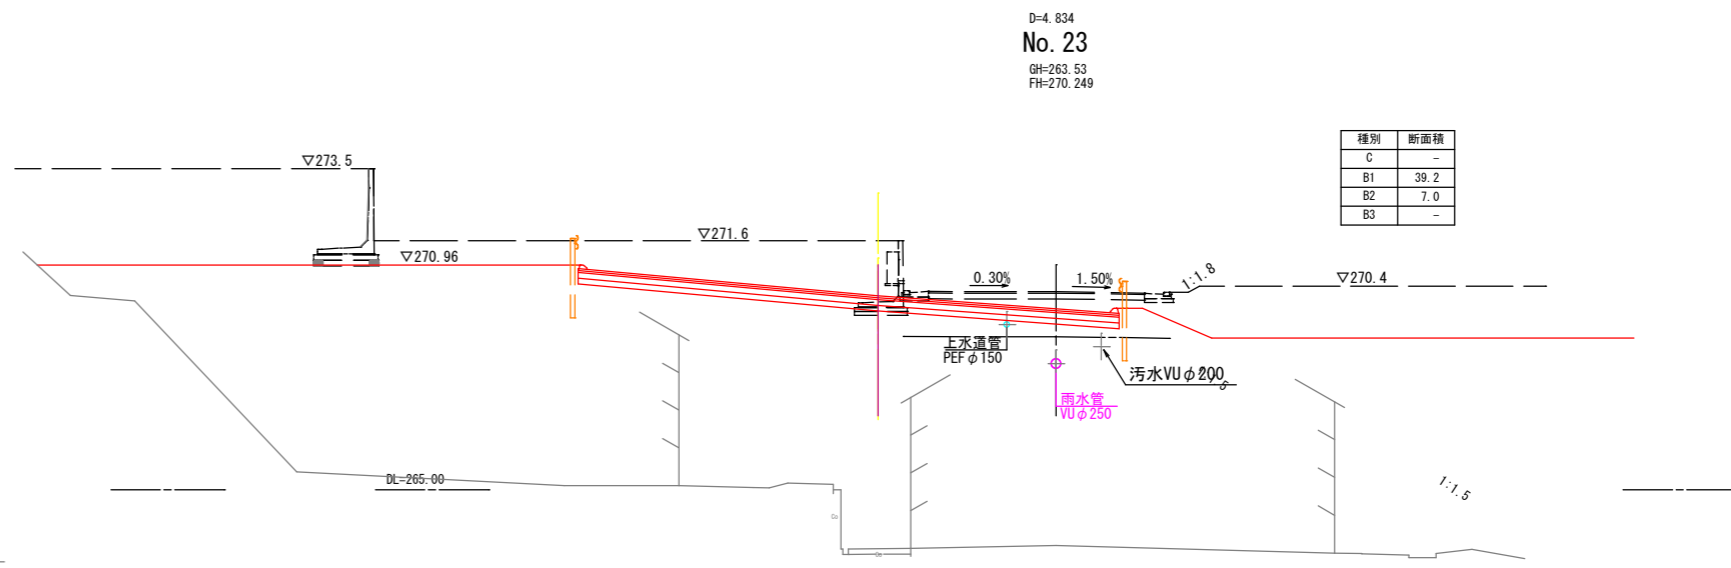 D=4.834
No.23
GH=263.53
FH=270.249
種別 断面積
C －
B1 39.2
B2 7.0
B3 －
▽273.5
▽271.6
▽270.96
0.30%
1.50%
1:1.8
▽270.4
上水道管
PEFφ150
汚水VUφ200
雨水管
VUφ250
DL=265.00
1:1.5
Co
Co